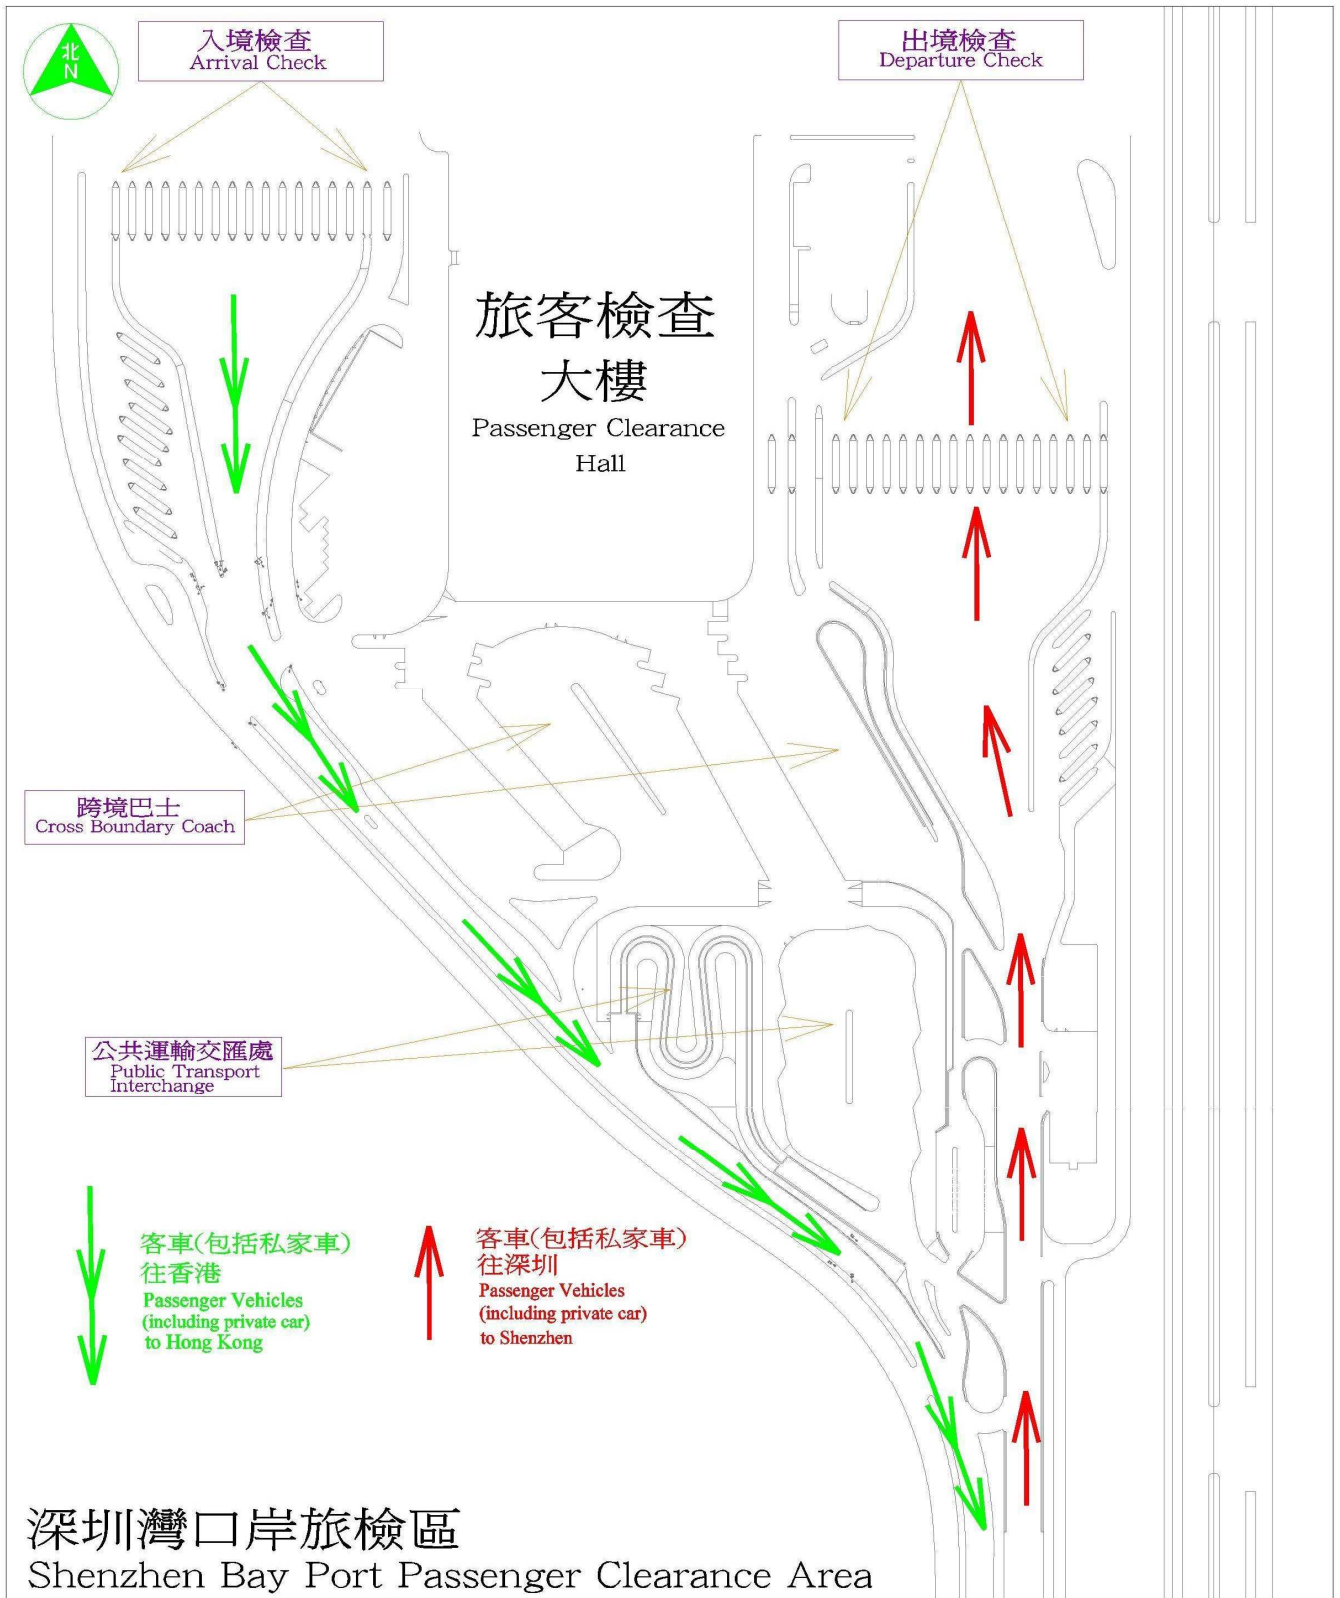 北
N
入境檢查
Arrival Check
出境檢查
Departure Check
旅客檢查
大樓
Passenger Clearance
Hall
跨境巴士
Cross Boundary Coach
公共運輸交匯處
Public Transport
Interchange
客車(包括私家車)
往香港
Passenger Vehicles
(including private car)
to Hong Kong
客車(包括私家車)
往深圳
Passenger Vehicles
(including private car)
to Shenzhen
深圳灣口岸旅檢區
Shenzhen Bay Port Passenger Clearance Area